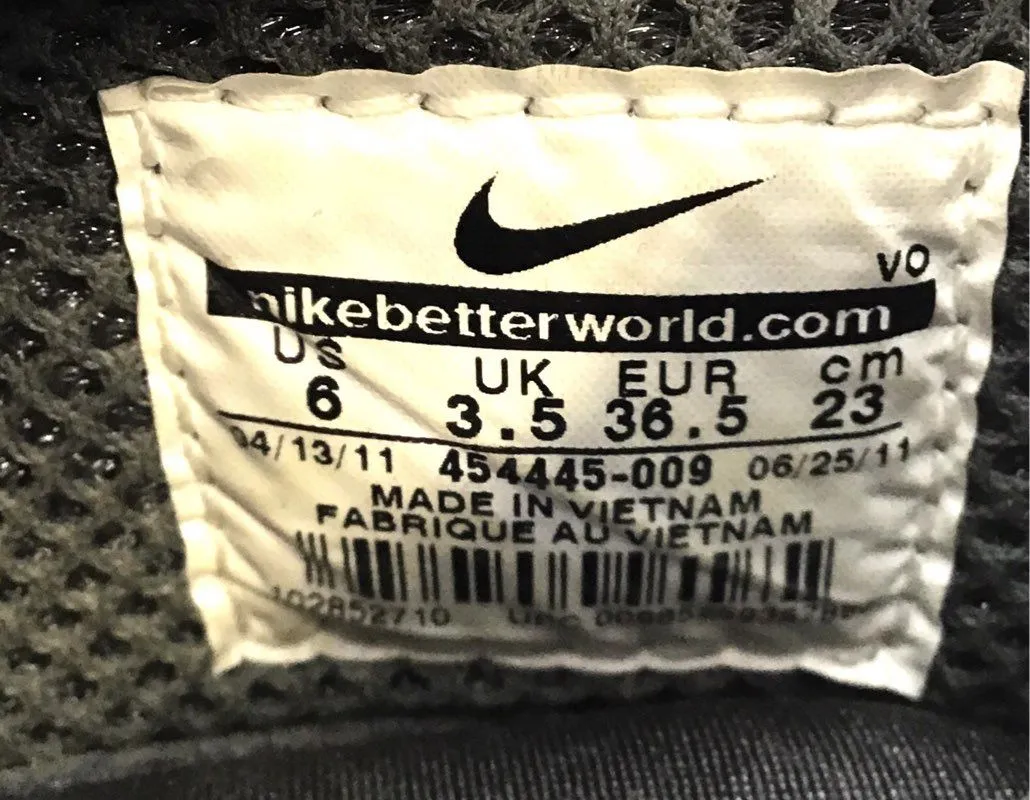 VO
nikebetterworld.com
US UK EUR cm
6 3.5 36.5 23
04/13/11 454445-009 06/25/11
MADE IN VIETNAM
FABRIQUE AU VIETNAM
102852710 UPC